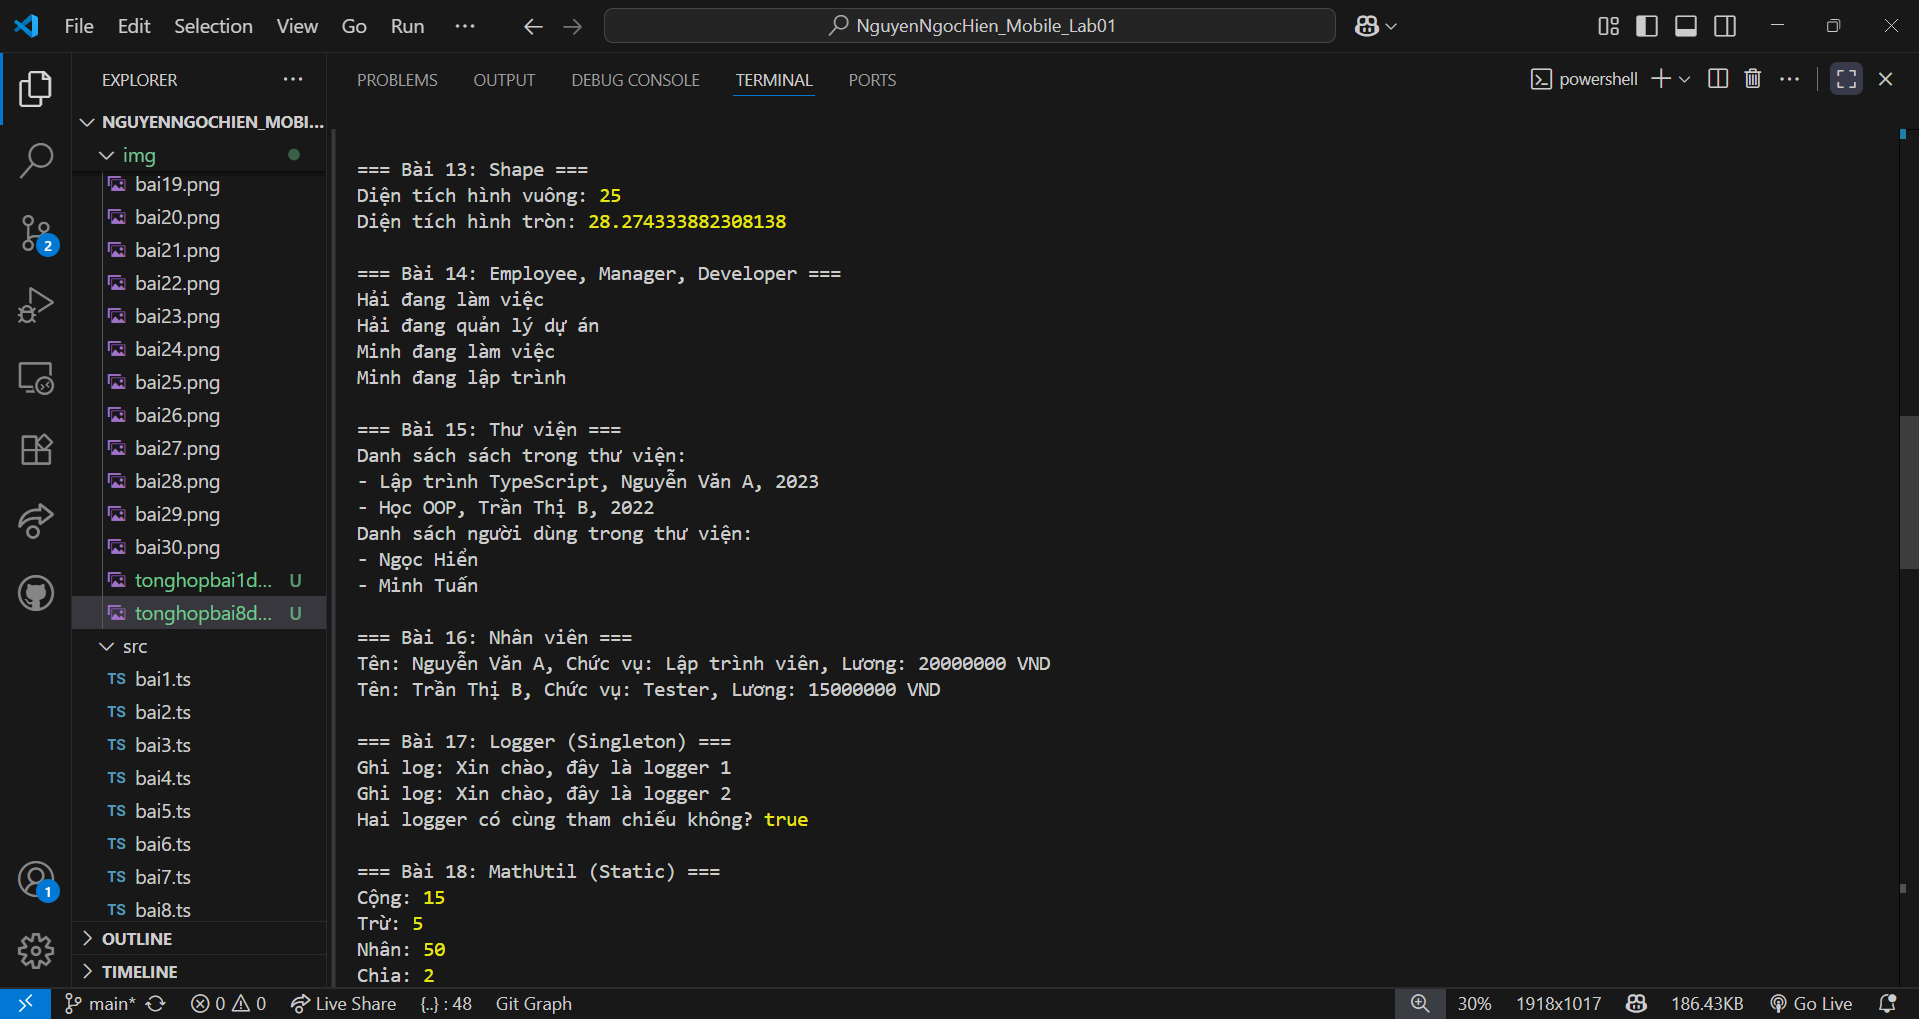 File Edit Selection View Go Run ··· NguyenNgocHien_Mobile_Lab01
EXPLORER ···
PROBLEMS OUTPUT DEBUG CONSOLE TERMINAL PORTS
powershell
NGUYENNGOCHIEN_MOBI...
img
bai19.png
bai20.png
bai21.png
bai22.png
bai23.png
bai24.png
bai25.png
bai26.png
bai27.png
bai28.png
bai29.png
bai30.png
tonghopbai1d... U
tonghopbai8d... U
src
TS bai1.ts
TS bai2.ts
TS bai3.ts
TS bai4.ts
TS bai5.ts
TS bai6.ts
TS bai7.ts
TS bai8.ts
OUTLINE
TIMELINE
2
1
=== Bài 13: Shape ===
Diện tích hình vuông: 25
Diện tích hình tròn: 28.274333882308138
=== Bài 14: Employee, Manager, Developer ===
Hải đang làm việc
Hải đang quản lý dự án
Minh đang làm việc
Minh đang lập trình
=== Bài 15: Thư viện ===
Danh sách sách trong thư viện:
- Lập trình TypeScript, Nguyễn Văn A, 2023
- Học OOP, Trần Thị B, 2022
Danh sách người dùng trong thư viện:
- Ngọc Hiển
- Minh Tuấn
=== Bài 16: Nhân viên ===
Tên: Nguyễn Văn A, Chức vụ: Lập trình viên, Lương: 20000000 VND
Tên: Trần Thị B, Chức vụ: Tester, Lương: 15000000 VND
=== Bài 17: Logger (Singleton) ===
Ghi log: Xin chào, đây là logger 1
Ghi log: Xin chào, đây là logger 2
Hai logger có cùng tham chiếu không? true
=== Bài 18: MathUtil (Static) ===
Cộng: 15
Trừ: 5
Nhân: 50
Chia: 2
main* 0 0 Live Share {..} : 48 Git Graph 30% 1918x1017 186.43KB Go Live